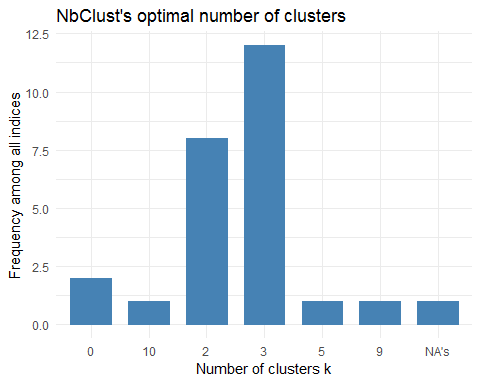 NbClust's optimal number of clusters
Frequency among all indices
12.5
10.0
7.5
5.0
2.5
0.0
0 10 2 3 5 9 NA's
Number of clusters k